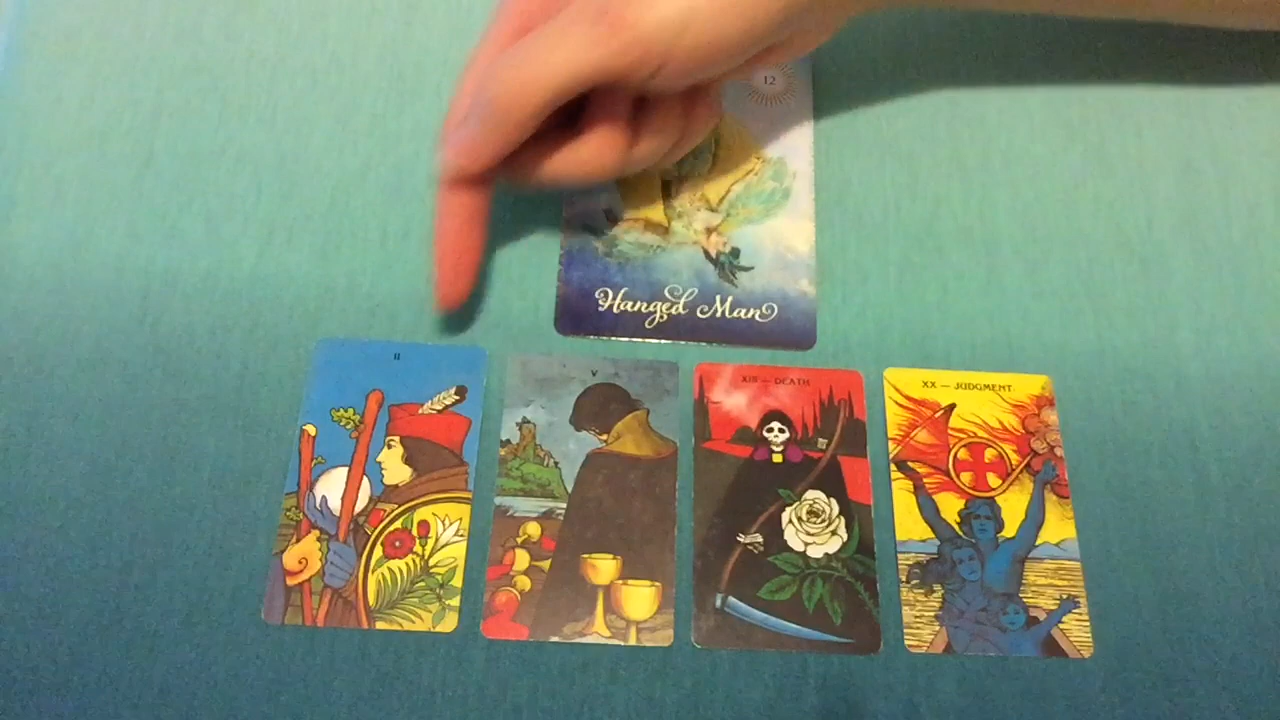 12
Hanged Man
II
V
XIII — DEATH
XX — JUDGMENT